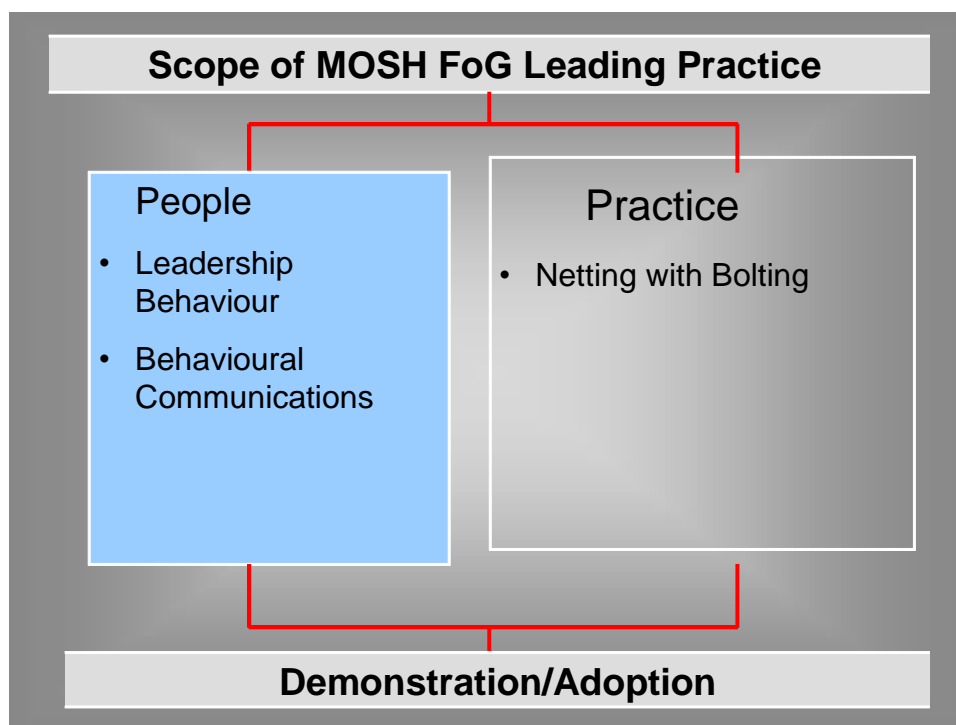 Scope of MOSH FoG Leading Practice
People
• Leadership
Behaviour
• Behavioural
Communications
Practice
• Netting with Bolting
Demonstration/Adoption